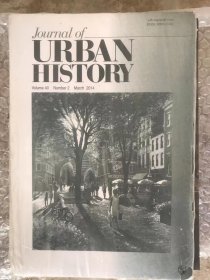 Journal of
URBAN
HISTORY
Volume 40 Number 2 March 2014